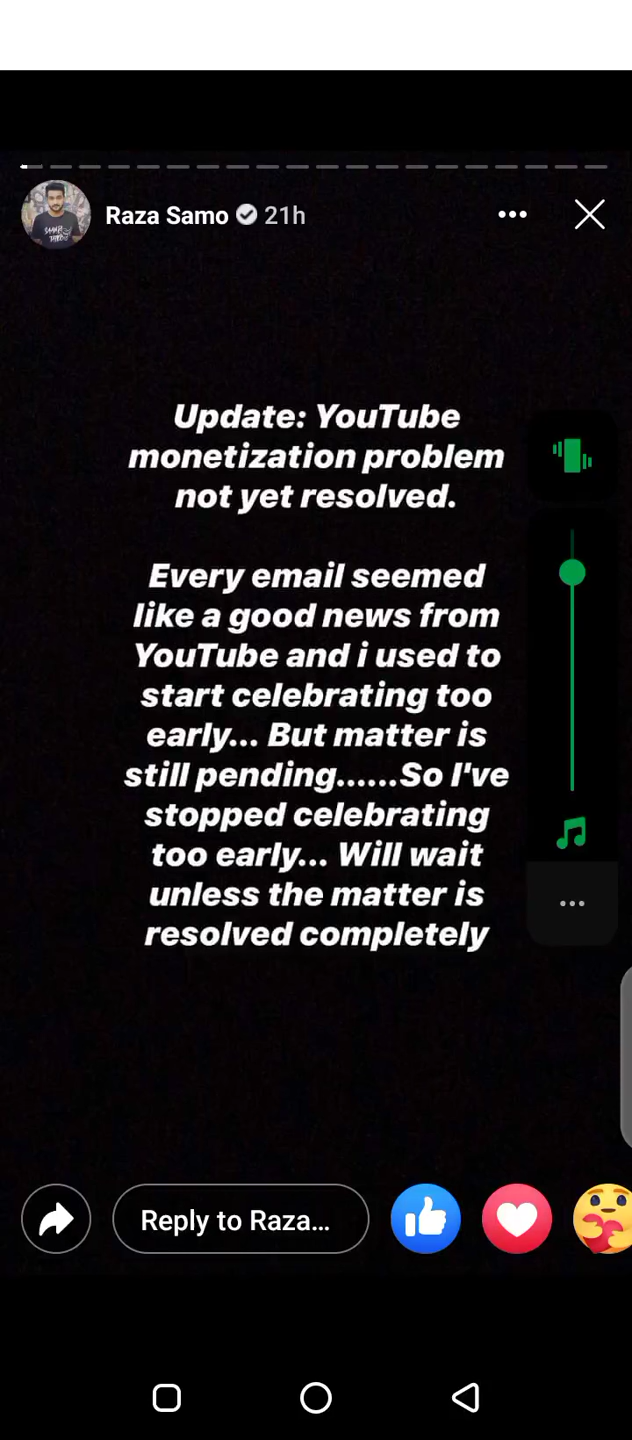 Raza Samo 21h
Update: YouTube
monetization problem
not yet resolved.
Every email seemed
like a good news from
YouTube and i used to
start celebrating too
early... But matter is
still pending......So I've
stopped celebrating
too early... Will wait
unless the matter is
resolved completely
Reply to Raza...